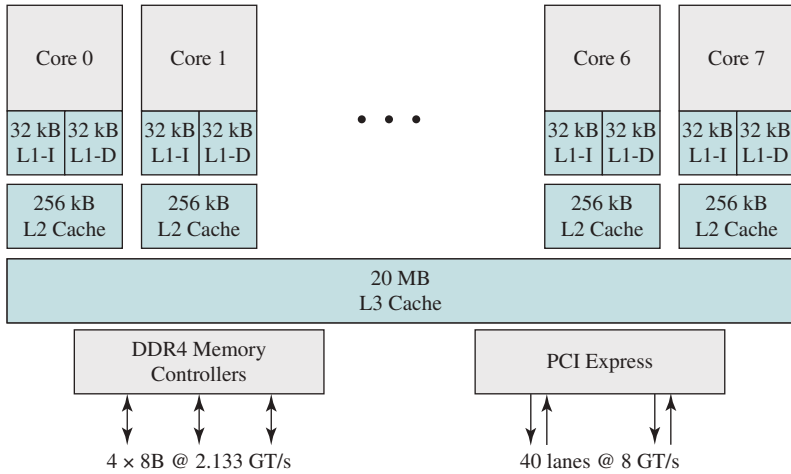 Core 0
Core 1
Core 6
Core 7
32 kB
L1-I
32 kB
L1-D
32 kB
L1-I
32 kB
L1-D
32 kB
L1-I
32 kB
L1-D
32 kB
L1-I
32 kB
L1-D
256 kB
L2 Cache
256 kB
L2 Cache
256 kB
L2 Cache
256 kB
L2 Cache
20 MB
L3 Cache
DDR4 Memory
Controllers
PCI Express
4 × 8B @ 2.133 GT/s
40 lanes @ 8 GT/s